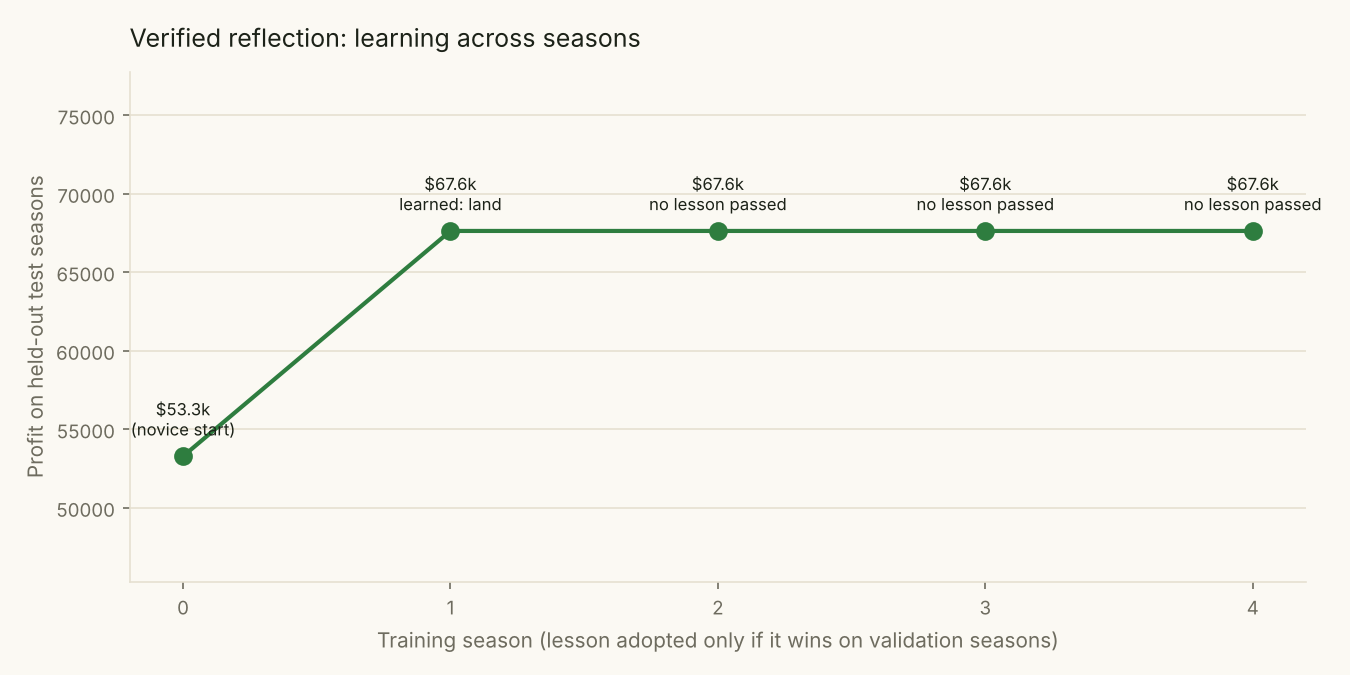 Verified reflection: learning across seasons
Profit on held-out test seasons
75000
70000
65000
60000
55000
50000
$53.3k
(novice start)
$67.6k
learned: land
$67.6k
no lesson passed
$67.6k
no lesson passed
$67.6k
no lesson passed
0
1
2
3
4
Training season (lesson adopted only if it wins on validation seasons)